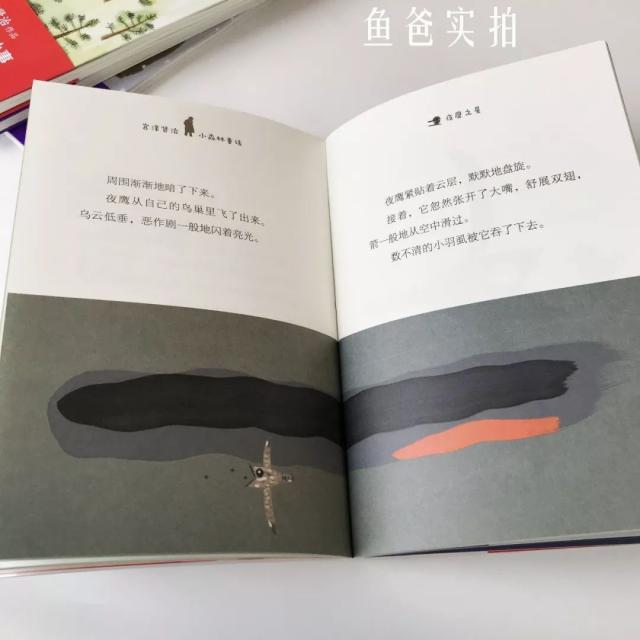 治作品
事
鱼爸实拍
宫泽贤治 小森林童话
周围渐渐地暗了下来。
夜鹰从自己的鸟巢里飞了出来。
乌云低垂，恶作剧一般地闪着亮光。
夜鹰之星
夜鹰紧贴着云层，默默地盘旋。
接着，它忽然张开了大嘴，舒展双翅，
箭一般地从空中滑过。
数不清的小羽虱被它吞了下去。